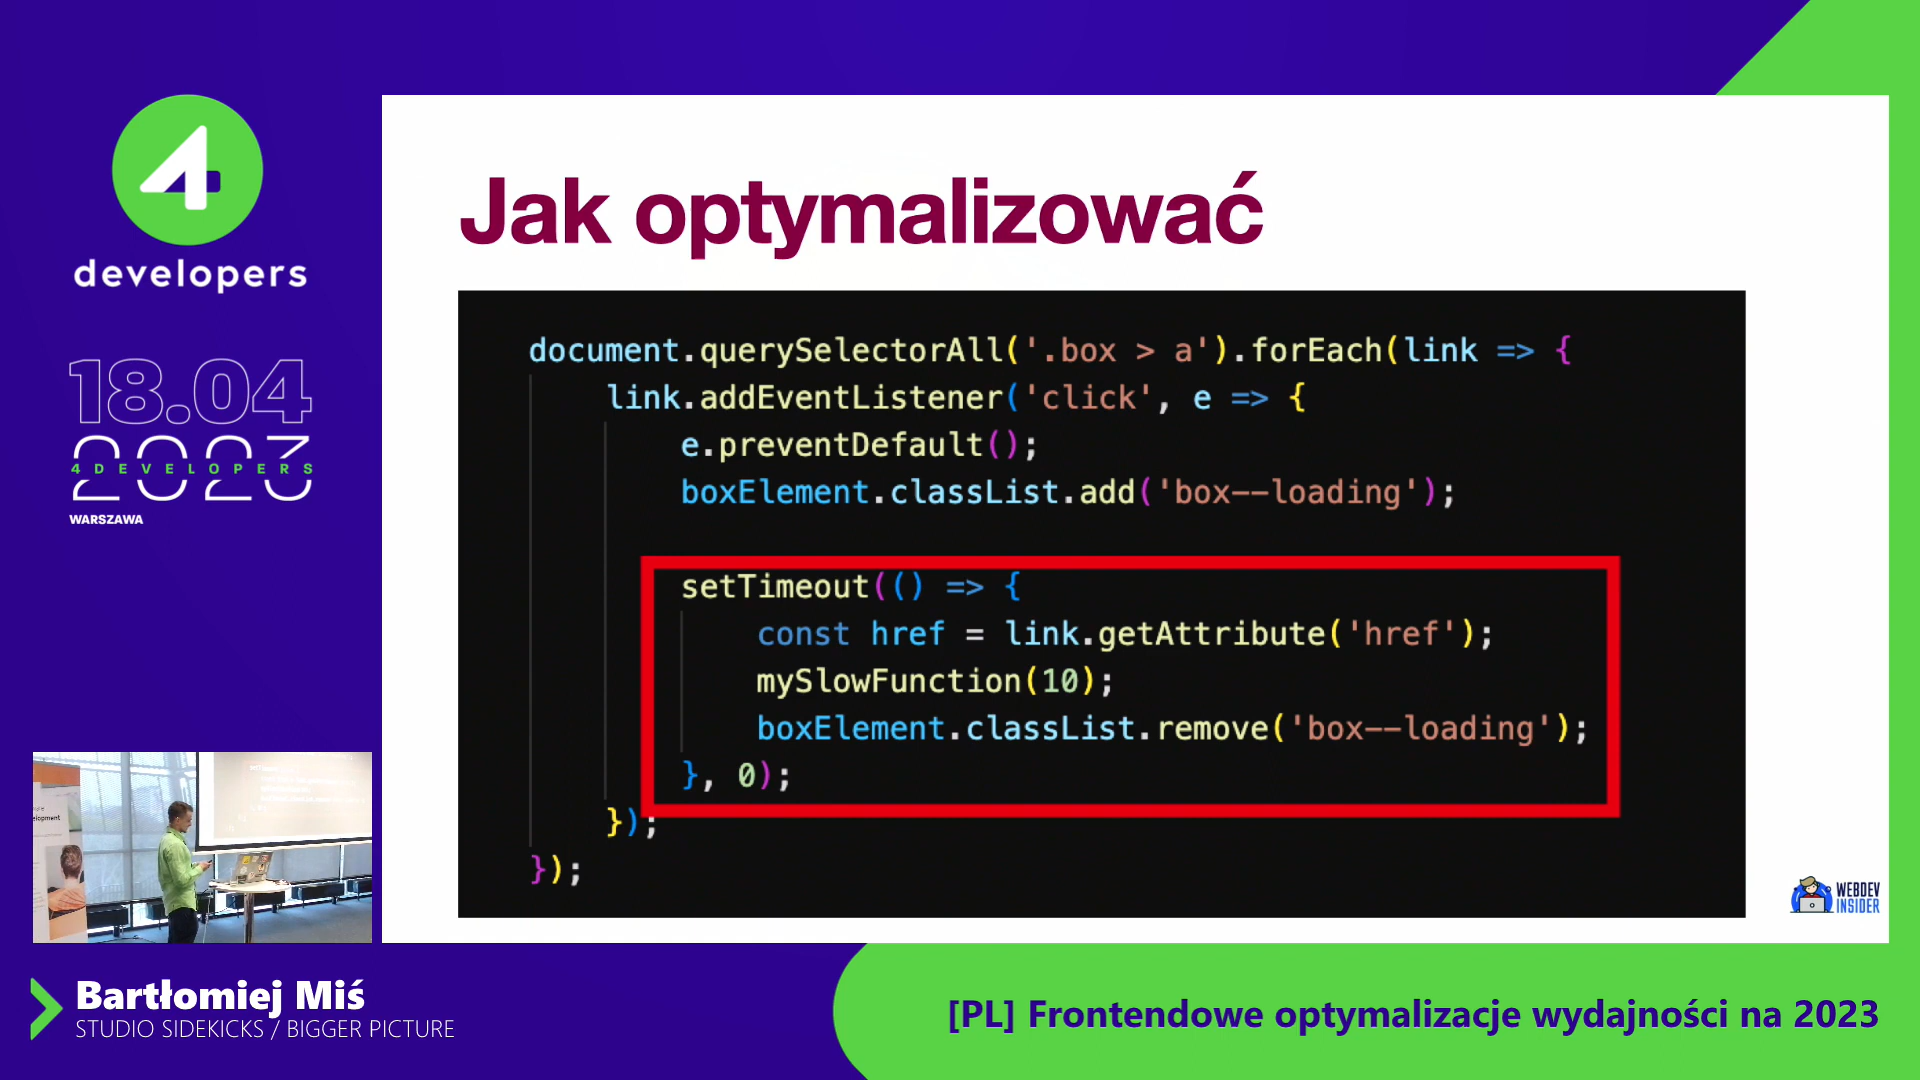 4
developers
18.04
2023
4DEVELOPERS
WARSZAWA
Jak optymalizować
document.querySelectorAll('.box > a').forEach(link => {
link.addEventListener('click', e => {
e.preventDefault();
boxElement.classList.add('box--loading');
setTimeout(() => {
const href = link.getAttribute('href');
mySlowFunction(10);
boxElement.classList.remove('box--loading');
}, 0);
});
});
WEBDEV
INSIDER
Bartłomiej Miś
STUDIO SIDEKICKS / BIGGER PICTURE
[PL] Frontendowe optymalizacje wydajności na 2023